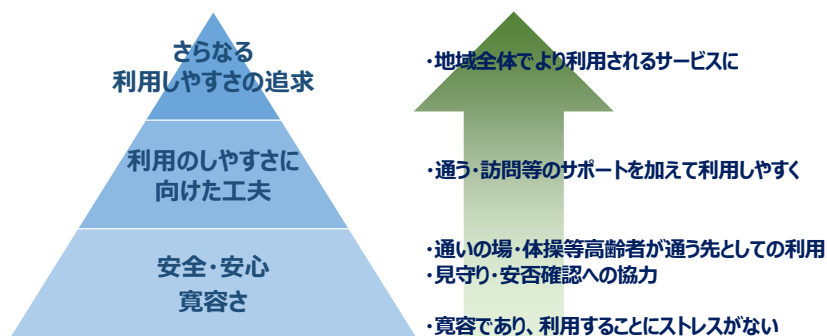 さらなる
利用しやすさの追求
利用のしやすさに
向けた工夫
安全・安心
寛容さ
・地域全体でより利用されるサービスに
・通う・訪問等のサポートを加えて利用しやすく
・通いの場・体操等高齢者が通う先としての利用
・見守り・安否確認への協力
・寛容であり、利用することにストレスがない